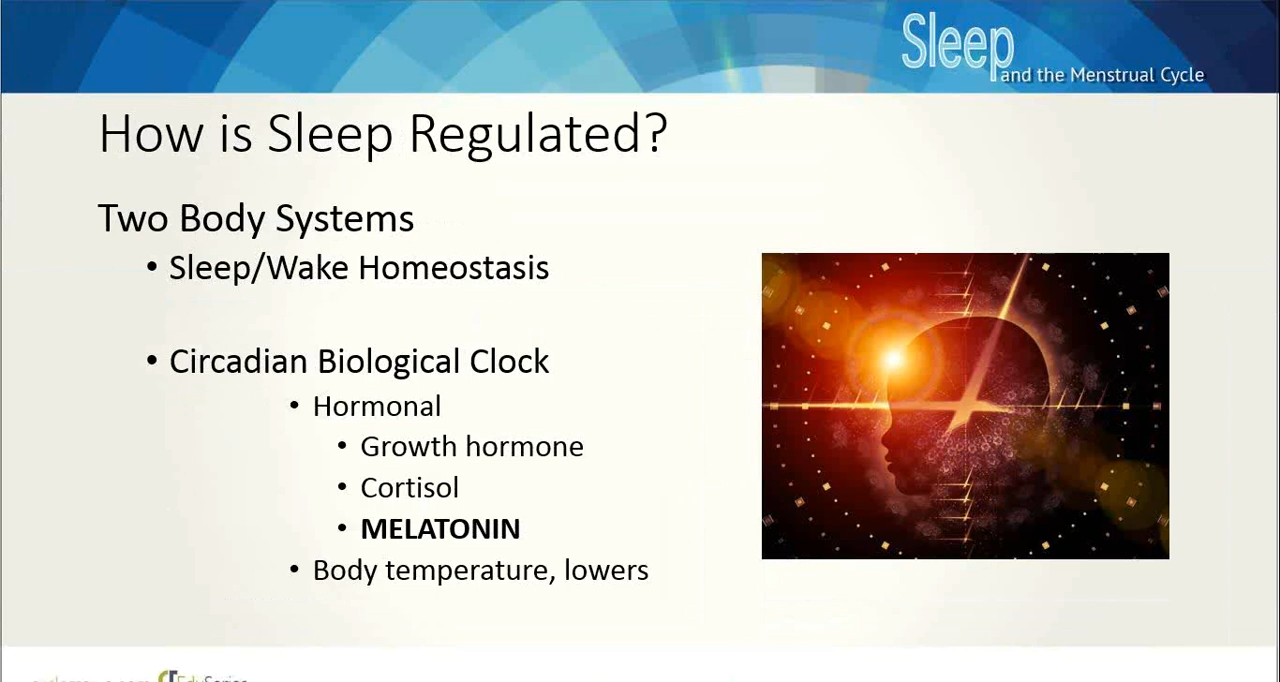 Sleep
and the Menstrual Cycle
How is Sleep Regulated?
Two Body Systems
• Sleep/Wake Homeostasis
• Circadian Biological Clock
• Hormonal
• Growth hormone
• Cortisol
• MELATONIN
• Body temperature, lowers